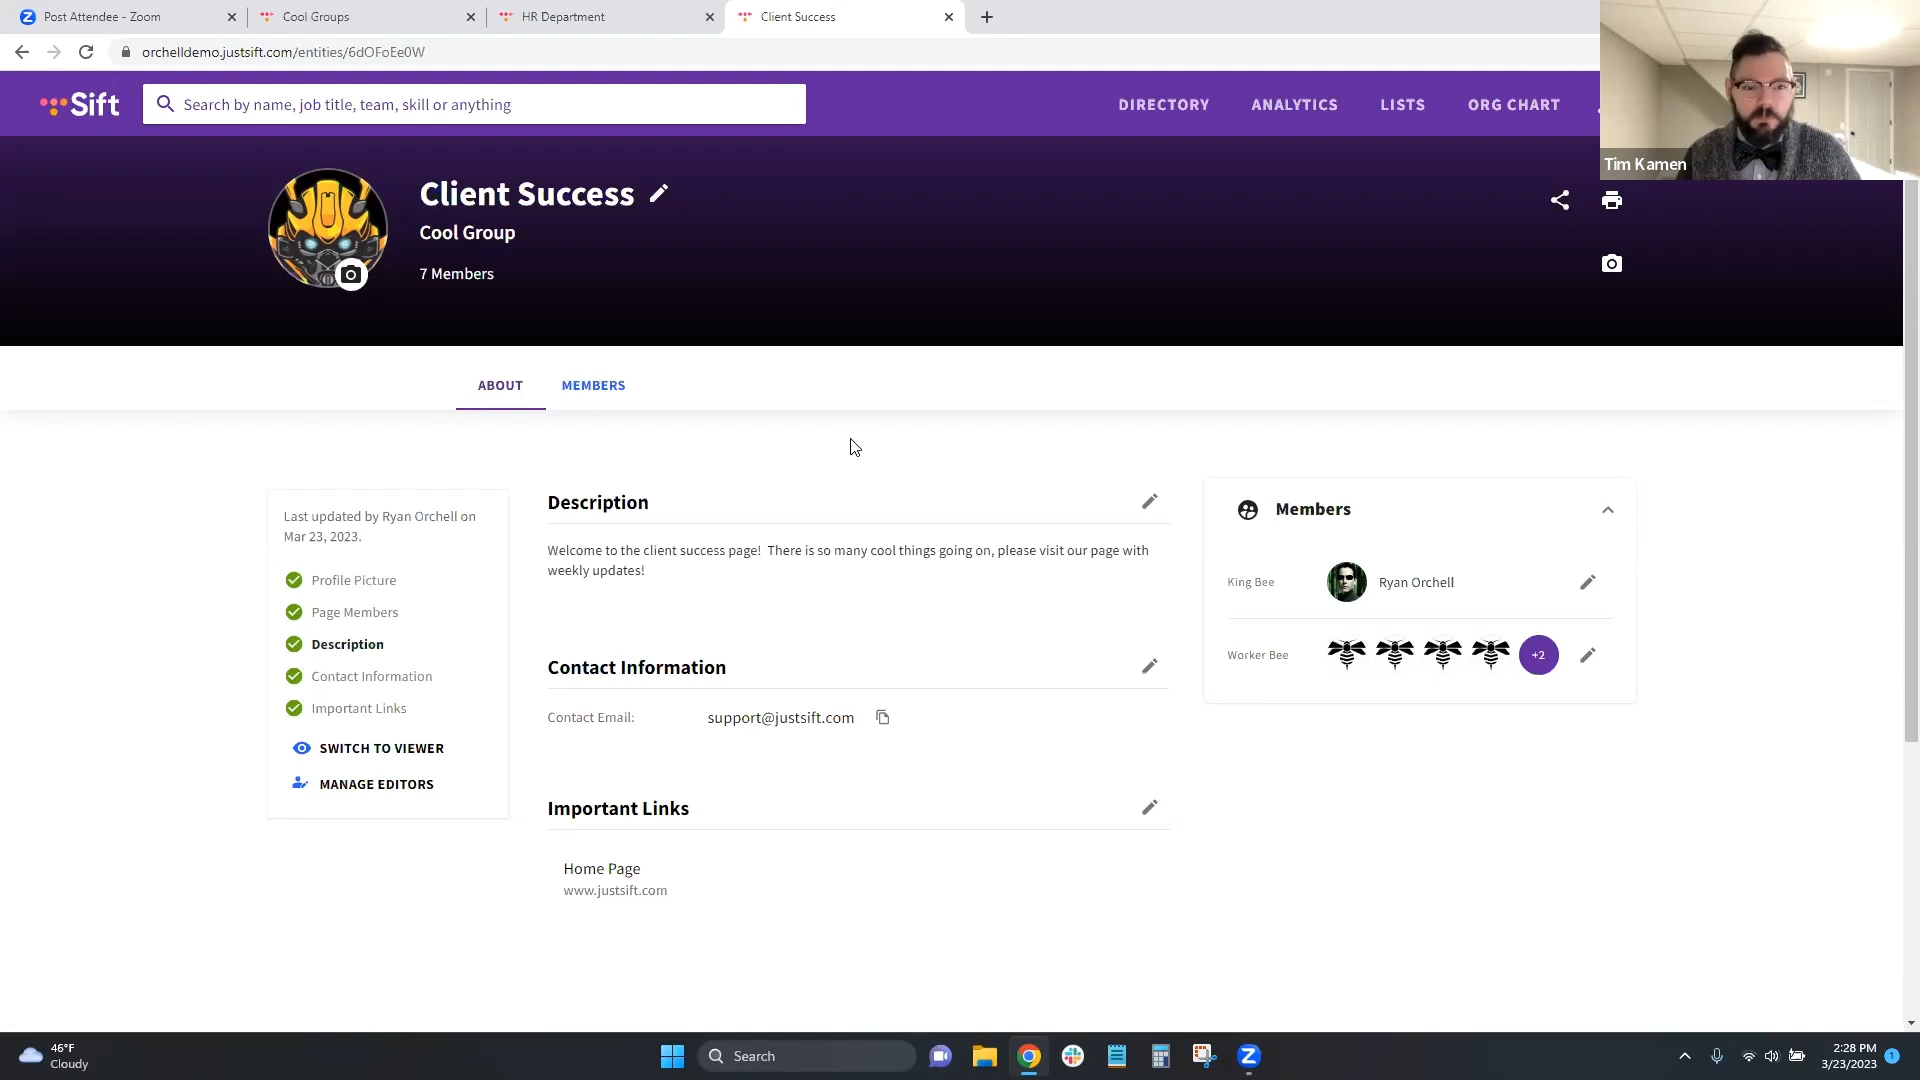 Post Attendee - Zoom
Cool Groups
HR Department
Client Success
orchelldemo.justsift.com/entities/6dOFoEe0W
Sift
Search by name, job title, team, skill or anything
DIRECTORY
ANALYTICS
LISTS
ORG CHART
Tim Kamen
Client Success
Cool Group
7 Members
ABOUT
MEMBERS
Last updated by Ryan Orchell on
Mar 23, 2023.
Profile Picture
Page Members
Description
Contact Information
Important Links
SWITCH TO VIEWER
MANAGE EDITORS
Description
Welcome to the client success page! There is so many cool things going on, please visit our page with
weekly updates!
Contact Information
Contact Email: support@justsift.com
Important Links
Home Page
www.justsift.com
Members
King Bee
Ryan Orchell
Worker Bee
+2
46°F
Cloudy
Search
2:28 PM
3/23/2023
1